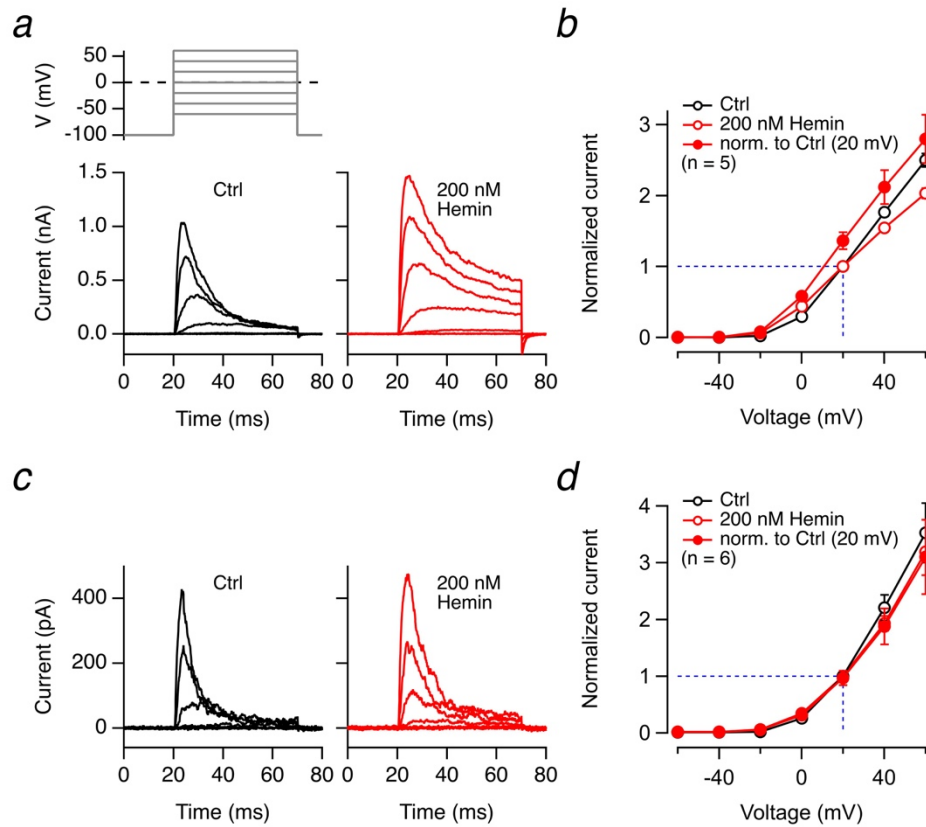 a
50
0
-50
-100
V (mV)
1.5
1.0
0.5
0.0
Current (nA)
Ctrl
0 20 40 60 80
Time (ms)
200 nM
Hemin
0 20 40 60 80
Time (ms)
b
Ctrl
200 nM Hemin
norm. to Ctrl (20 mV)
(n = 5)
3
2
1
0
Normalized current
-40 0 40
Voltage (mV)
c
400
200
0
Current (pA)
Ctrl
0 20 40 60 80
Time (ms)
200 nM
Hemin
0 20 40 60 80
Time (ms)
d
Ctrl
200 nM Hemin
norm. to Ctrl (20 mV)
(n = 6)
4
3
2
1
0
Normalized current
-40 0 40
Voltage (mV)